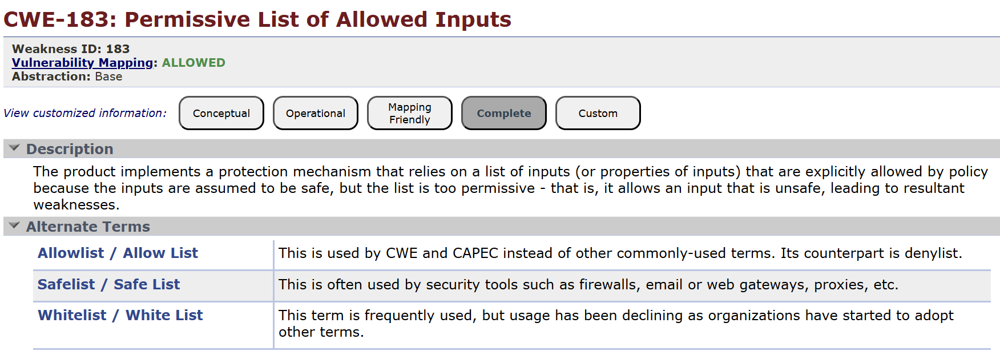 CWE-183: Permissive List of Allowed Inputs
Weakness ID: 183
Vulnerability Mapping: ALLOWED
Abstraction: Base
View customized information:
Conceptual
Operational
Mapping
Friendly
Complete
Custom
Description
The product implements a protection mechanism that relies on a list of inputs (or properties of inputs) that are explicitly allowed by policy
because the inputs are assumed to be safe, but the list is too permissive - that is, it allows an input that is unsafe, leading to resultant
weaknesses.
Alternate Terms
Allowlist / Allow List
This is used by CWE and CAPEC instead of other commonly-used terms. Its counterpart is denylist.
Safelist / Safe List
This is often used by security tools such as firewalls, email or web gateways, proxies, etc.
Whitelist / White List
This term is frequently used, but usage has been declining as organizations have started to adopt
other terms.